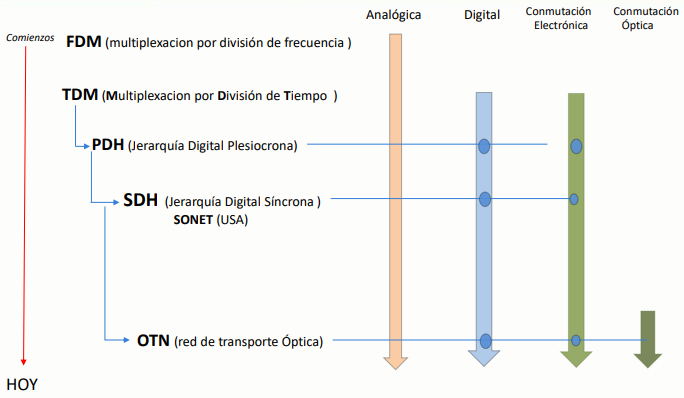 Analógica
Digital
Conmutación
Electrónica
Conmutación
Óptica
Comienzos
FDM (multiplexacion por división de frecuencia )
TDM (Multiplexacion por División de Tiempo )
PDH (Jerarquía Digital Plesiocrona)
SDH (Jerarquía Digital Síncrona )
SONET (USA)
OTN (red de transporte Óptica)
HOY